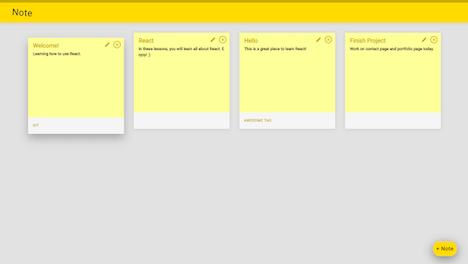 Note
Welcome!
Learning how to use React.
React
In these lessons, you will learn all about React.
Hello
This is a great place to learn React!
AWESOME TAG
Finish Project
Work on contact page and portfolio page today.
+ Note